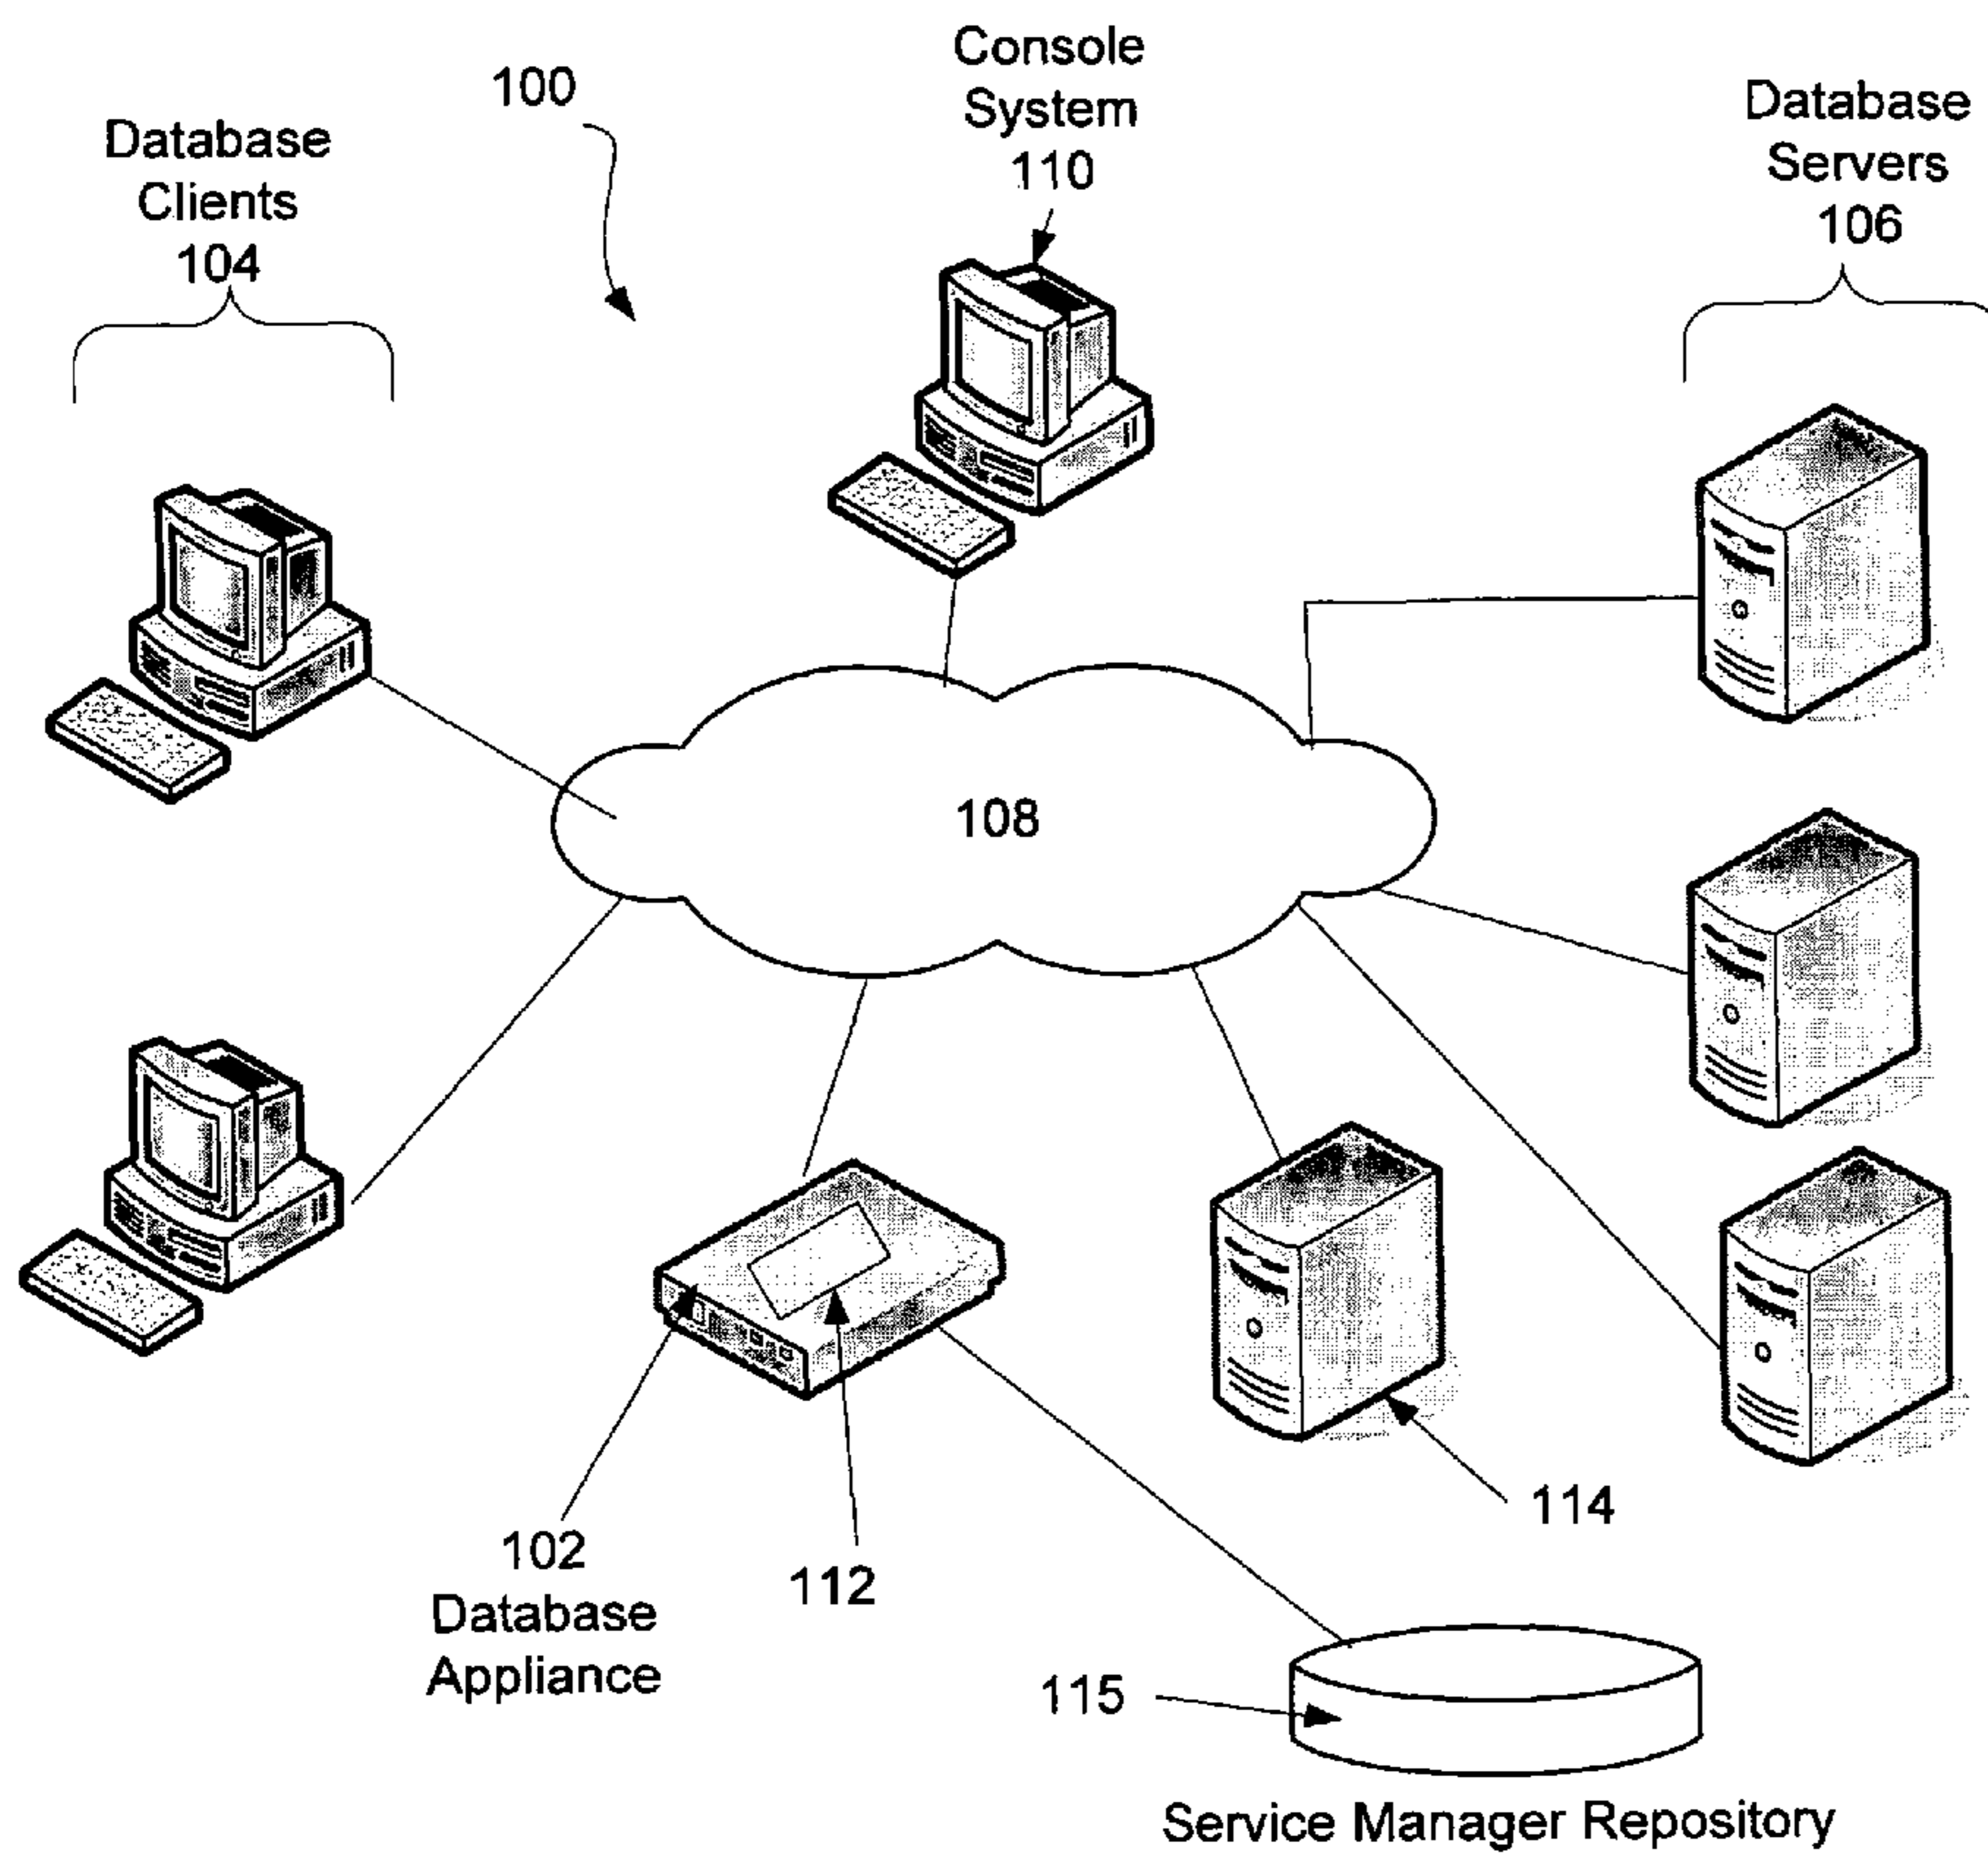 Console
System
110
100
Database
Clients
104
Database
Servers
106
108
102
Database
Appliance
112
114
115
Service Manager Repository